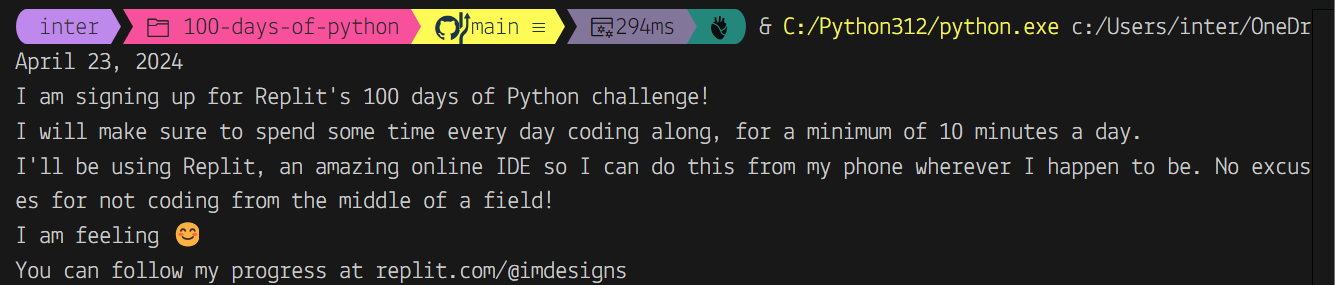 inter 100-days-of-python main ≡ 294ms & C:/Python312/python.exe c:/Users/inter/OneDr
April 23, 2024
I am signing up for Replit's 100 days of Python challenge!
I will make sure to spend some time every day coding along, for a minimum of 10 minutes a day.
I'll be using Replit, an amazing online IDE so I can do this from my phone wherever I happen to be. No excus
es for not coding from the middle of a field!
I am feeling 😊
You can follow my progress at replit.com/@imdesigns